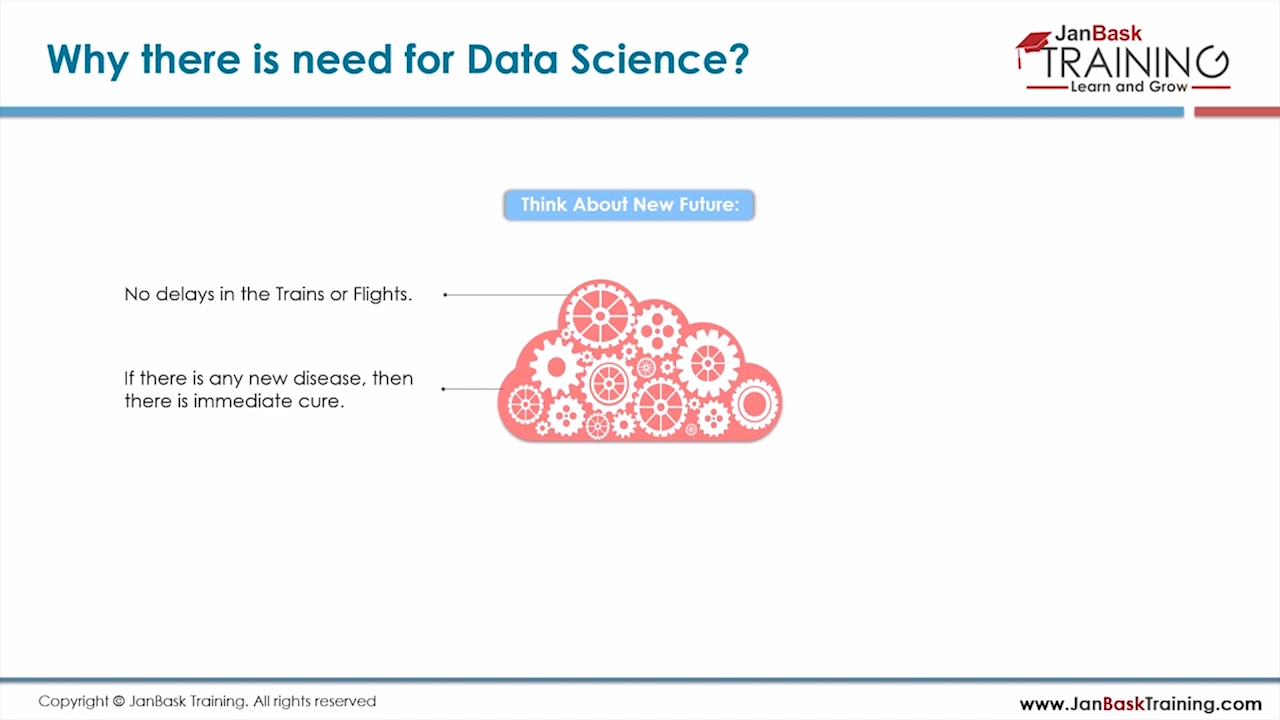 Why there is need for Data Science?
JanBask
TRAINING
Learn and Grow
Think About New Future:
No delays in the Trains or Flights.
If there is any new disease, then
there is immediate cure.
Copyright © JanBask Training. All rights reserved
www.JanBaskTraining.com